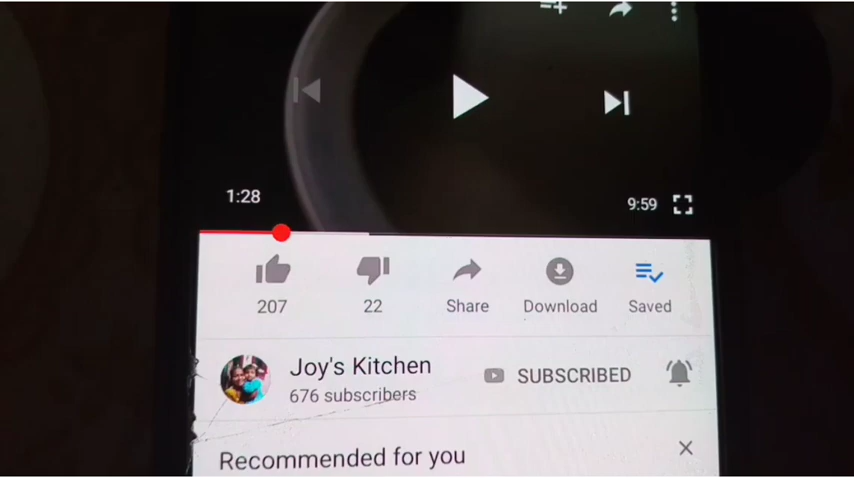 1:28
9:59
207
22
Share
Download
Saved
Joy's Kitchen
676 subscribers
SUBSCRIBED
Recommended for you